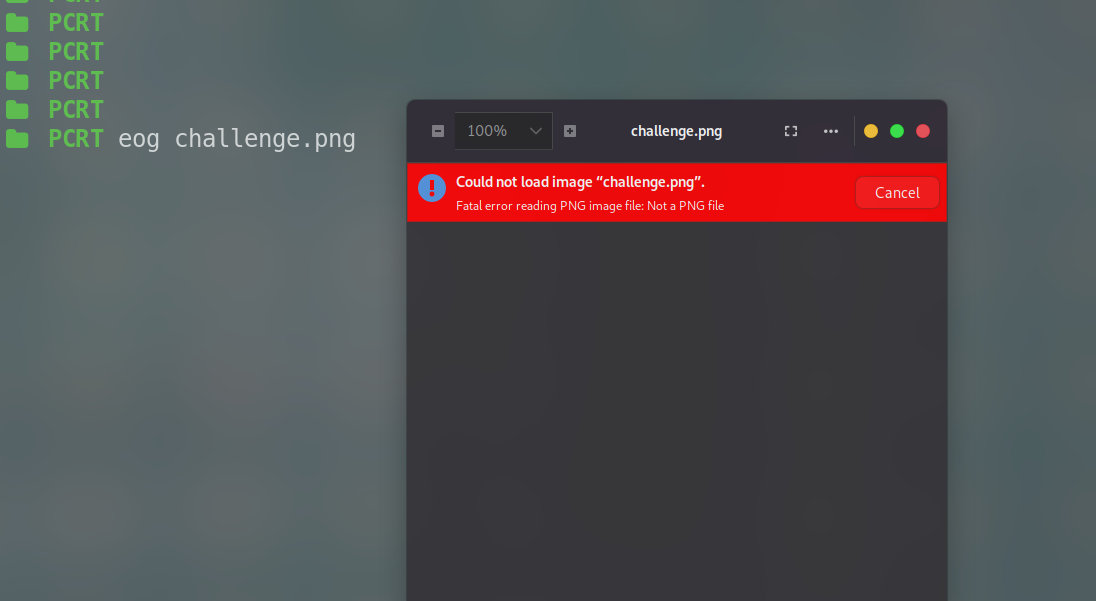 PCRT
PCRT
PCRT
PCRT
PCRT eog challenge.png
100%
challenge.png
Could not load image “challenge.png”.
Fatal error reading PNG image file: Not a PNG file
Cancel